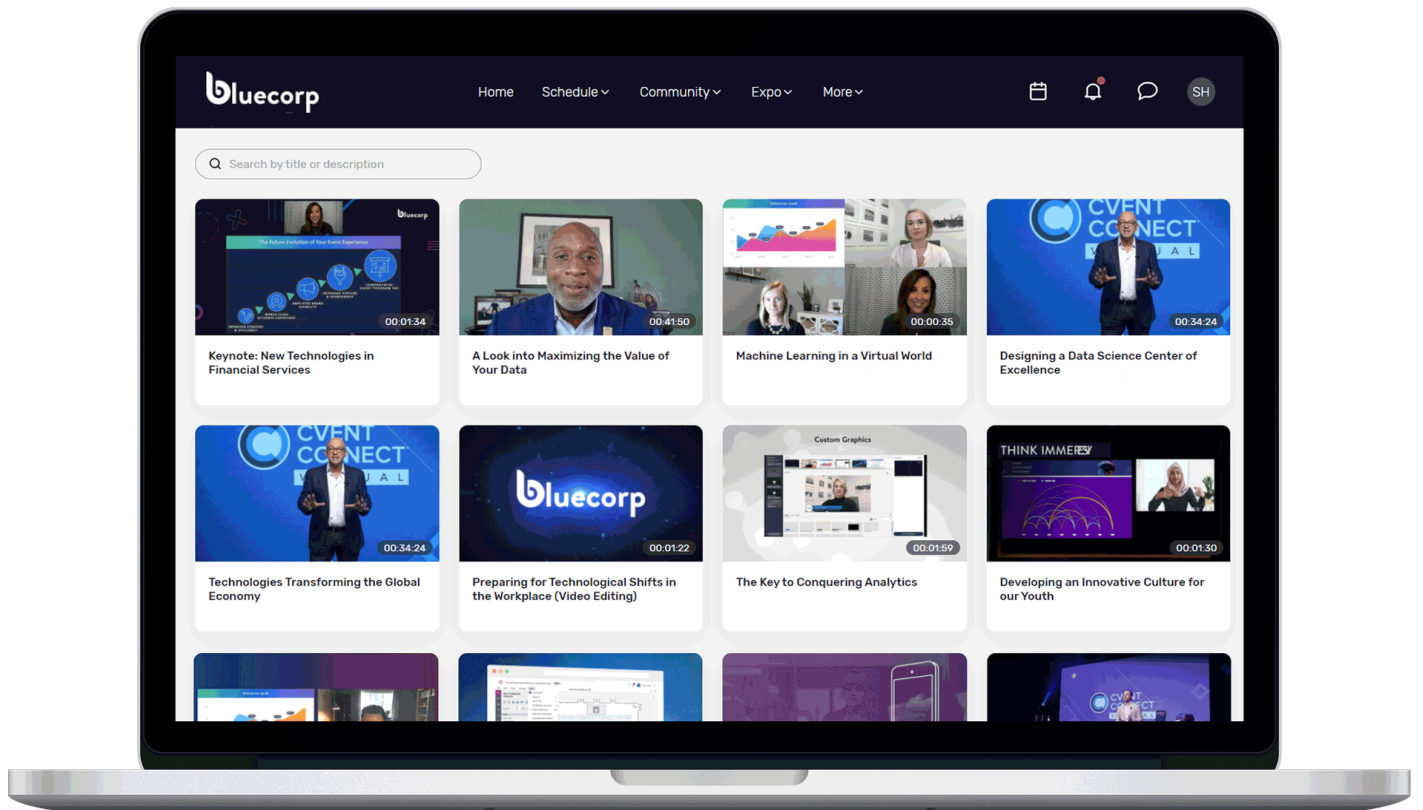 bluecorp
Home Schedule Community Expo More
SH
Search by title or description
bluecorp
The Future Evolution of Your Event Experience
00:01:34
00:41:50
00:00:35
CVENT
CONNECT
00:34:24
Keynote: New Technologies in
Financial Services
A Look into Maximizing the Value of
Your Data
Machine Learning in a Virtual World
Designing a Data Science Center of
Excellence
CVENT
CONNECT
00:34:24
bluecorp
00:01:22
Custom Graphics
00:01:59
THINK
00:01:30
Technologies Transforming the Global
Economy
Preparing for Technological Shifts in
the Workplace (Video Editing)
The Key to Conquering Analytics
Developing an Innovative Culture for
our Youth